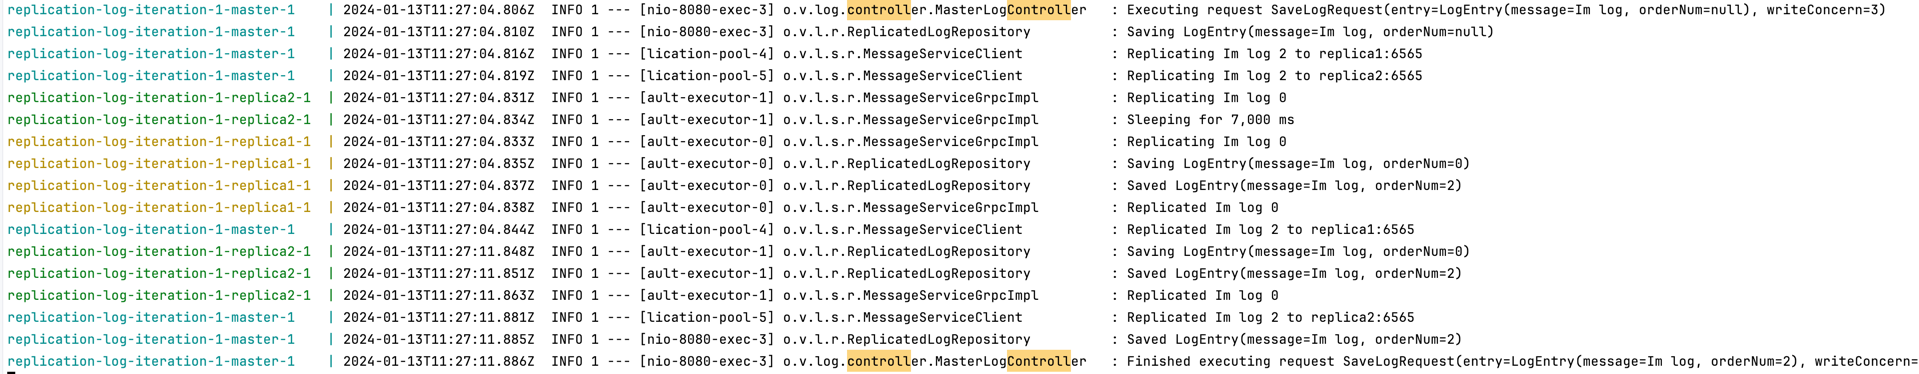 replication-log-iteration-1-master-1    | 2024-01-13T11:27:04.806Z  INFO 1 --- [nio-8080-exec-3] o.v.log.controller.MasterLogController   : Executing request SaveLogRequest(entry=LogEntry(message=Im log, orderNum=null), writeConcern=3)
replication-log-iteration-1-master-1    | 2024-01-13T11:27:04.810Z  INFO 1 --- [nio-8080-exec-3] o.v.l.r.ReplicatedLogRepository          : Saving LogEntry(message=Im log, orderNum=null)
replication-log-iteration-1-master-1    | 2024-01-13T11:27:04.816Z  INFO 1 --- [lication-pool-4] o.v.l.s.r.MessageServiceClient           : Replicating Im log 2 to replica1:6565
replication-log-iteration-1-master-1    | 2024-01-13T11:27:04.819Z  INFO 1 --- [lication-pool-5] o.v.l.s.r.MessageServiceClient           : Replicating Im log 2 to replica2:6565
replication-log-iteration-1-replica2-1  | 2024-01-13T11:27:04.831Z  INFO 1 --- [ault-executor-1] o.v.l.s.r.MessageServiceGrpcImpl         : Replicating Im log 0
replication-log-iteration-1-replica2-1  | 2024-01-13T11:27:04.834Z  INFO 1 --- [ault-executor-1] o.v.l.s.r.MessageServiceGrpcImpl         : Sleeping for 7,000 ms
replication-log-iteration-1-replica1-1  | 2024-01-13T11:27:04.833Z  INFO 1 --- [ault-executor-0] o.v.l.s.r.MessageServiceGrpcImpl         : Replicating Im log 0
replication-log-iteration-1-replica1-1  | 2024-01-13T11:27:04.835Z  INFO 1 --- [ault-executor-0] o.v.l.r.ReplicatedLogRepository          : Saving LogEntry(message=Im log, orderNum=0)
replication-log-iteration-1-replica1-1  | 2024-01-13T11:27:04.837Z  INFO 1 --- [ault-executor-0] o.v.l.r.ReplicatedLogRepository          : Saved LogEntry(message=Im log, orderNum=2)
replication-log-iteration-1-replica1-1  | 2024-01-13T11:27:04.838Z  INFO 1 --- [ault-executor-0] o.v.l.s.r.MessageServiceGrpcImpl         : Replicated Im log 0
replication-log-iteration-1-master-1    | 2024-01-13T11:27:04.844Z  INFO 1 --- [lication-pool-4] o.v.l.s.r.MessageServiceClient           : Replicated Im log 2 to replica1:6565
replication-log-iteration-1-replica2-1  | 2024-01-13T11:27:11.848Z  INFO 1 --- [ault-executor-1] o.v.l.r.ReplicatedLogRepository          : Saving LogEntry(message=Im log, orderNum=0)
replication-log-iteration-1-replica2-1  | 2024-01-13T11:27:11.851Z  INFO 1 --- [ault-executor-1] o.v.l.r.ReplicatedLogRepository          : Saved LogEntry(message=Im log, orderNum=2)
replication-log-iteration-1-replica2-1  | 2024-01-13T11:27:11.863Z  INFO 1 --- [ault-executor-1] o.v.l.s.r.MessageServiceGrpcImpl         : Replicated Im log 0
replication-log-iteration-1-master-1    | 2024-01-13T11:27:11.881Z  INFO 1 --- [lication-pool-5] o.v.l.s.r.MessageServiceClient           : Replicated Im log 2 to replica2:6565
replication-log-iteration-1-master-1    | 2024-01-13T11:27:11.885Z  INFO 1 --- [nio-8080-exec-3] o.v.l.r.ReplicatedLogRepository          : Saved LogEntry(message=Im log, orderNum=2)
replication-log-iteration-1-master-1    | 2024-01-13T11:27:11.886Z  INFO 1 --- [nio-8080-exec-3] o.v.log.controller.MasterLogController   : Finished executing request SaveLogRequest(entry=LogEntry(message=Im log, orderNum=2), writeConcern=